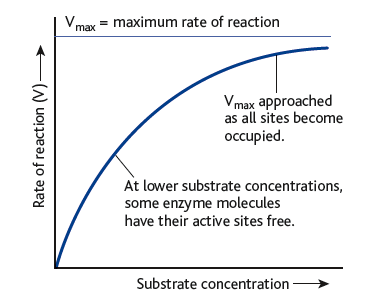 Vmax = maximum rate of reaction
Vmax approached
as all sites become
occupied.
At lower substrate concentrations,
some enzyme molecules
have their active sites free.
Rate of reaction (V)
Substrate concentration